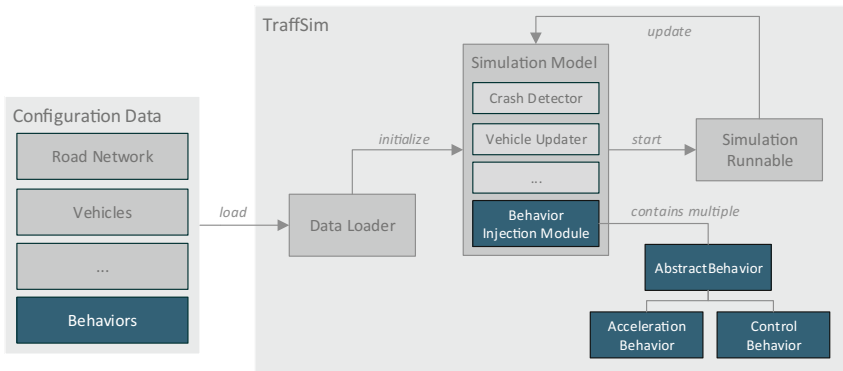 TraffSim
update
Simulation Model
Crash Detector
Configuration Data
Road Network
initialize
Vehicle Updater
start
Simulation
Runnable
...
Vehicles
load
Data Loader
Behavior
Injection Module
contains multiple
...
AbstractBehavior
Behaviors
Acceleration
Behavior
Control
Behavior